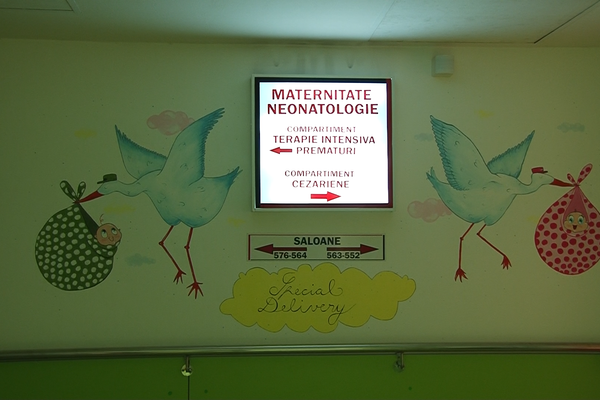 MATERNITATE
NEONATOLOGIE
COMPARTIMENT
TERAPIE INTENSIVA
PREMATURI
COMPARTIMENT
CEZARIENE
SALOANE
576-564 563-552
Special
Delivery